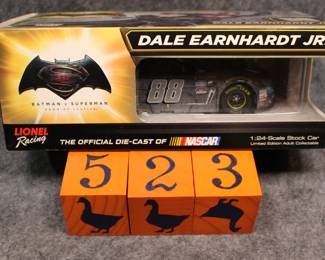 DALE EARNHARDT JR
88
BATMAN v SUPERMAN
DAWN OF JUSTICE
LIONEL
Racing
THE OFFICIAL DIE-CAST OF NASCAR
1:24-Scale Stock Car
Limited Edition Adult Collectable
5 2 3